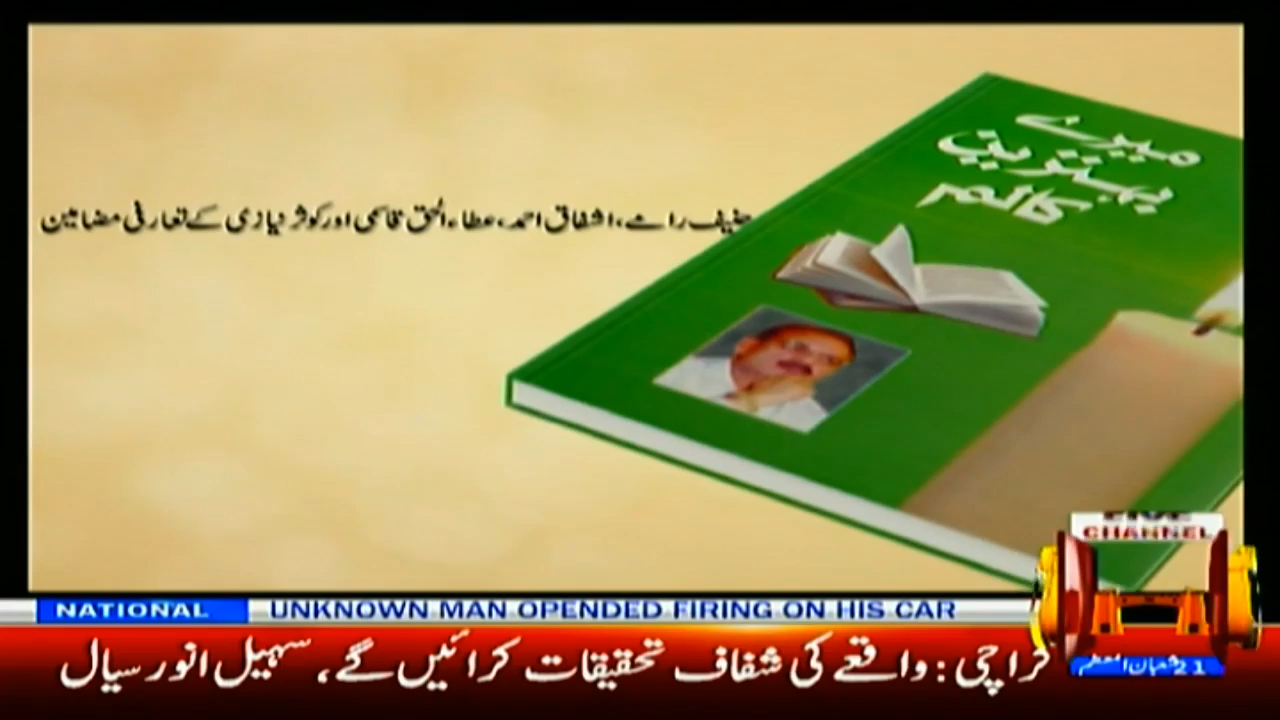 میرے
بہترین
کالم
حنیف رامے، اشفاق احمد، عطاء الحق قاسمی اور کوثر نیازی کے تعارفی مضامین
CHANNEL
NATIONAL UNKNOWN MAN OPENDED FIRING ON HIS CAR
کراچی: واقعے کی شفاف تحقیقات کرائیں گے، سہیل انور سیال
21 شعبان المعظم